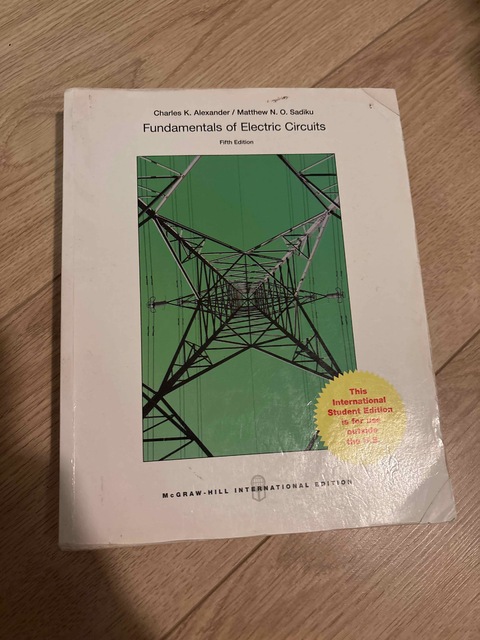 Charles K. Alexander / Matthew N. O. Sadiku
Fundamentals of Electric Circuits
Fifth Edition
This
International
Student Edition
is for use
outside
the U.S.
McGRAW-HILL INTERNATIONAL EDITION